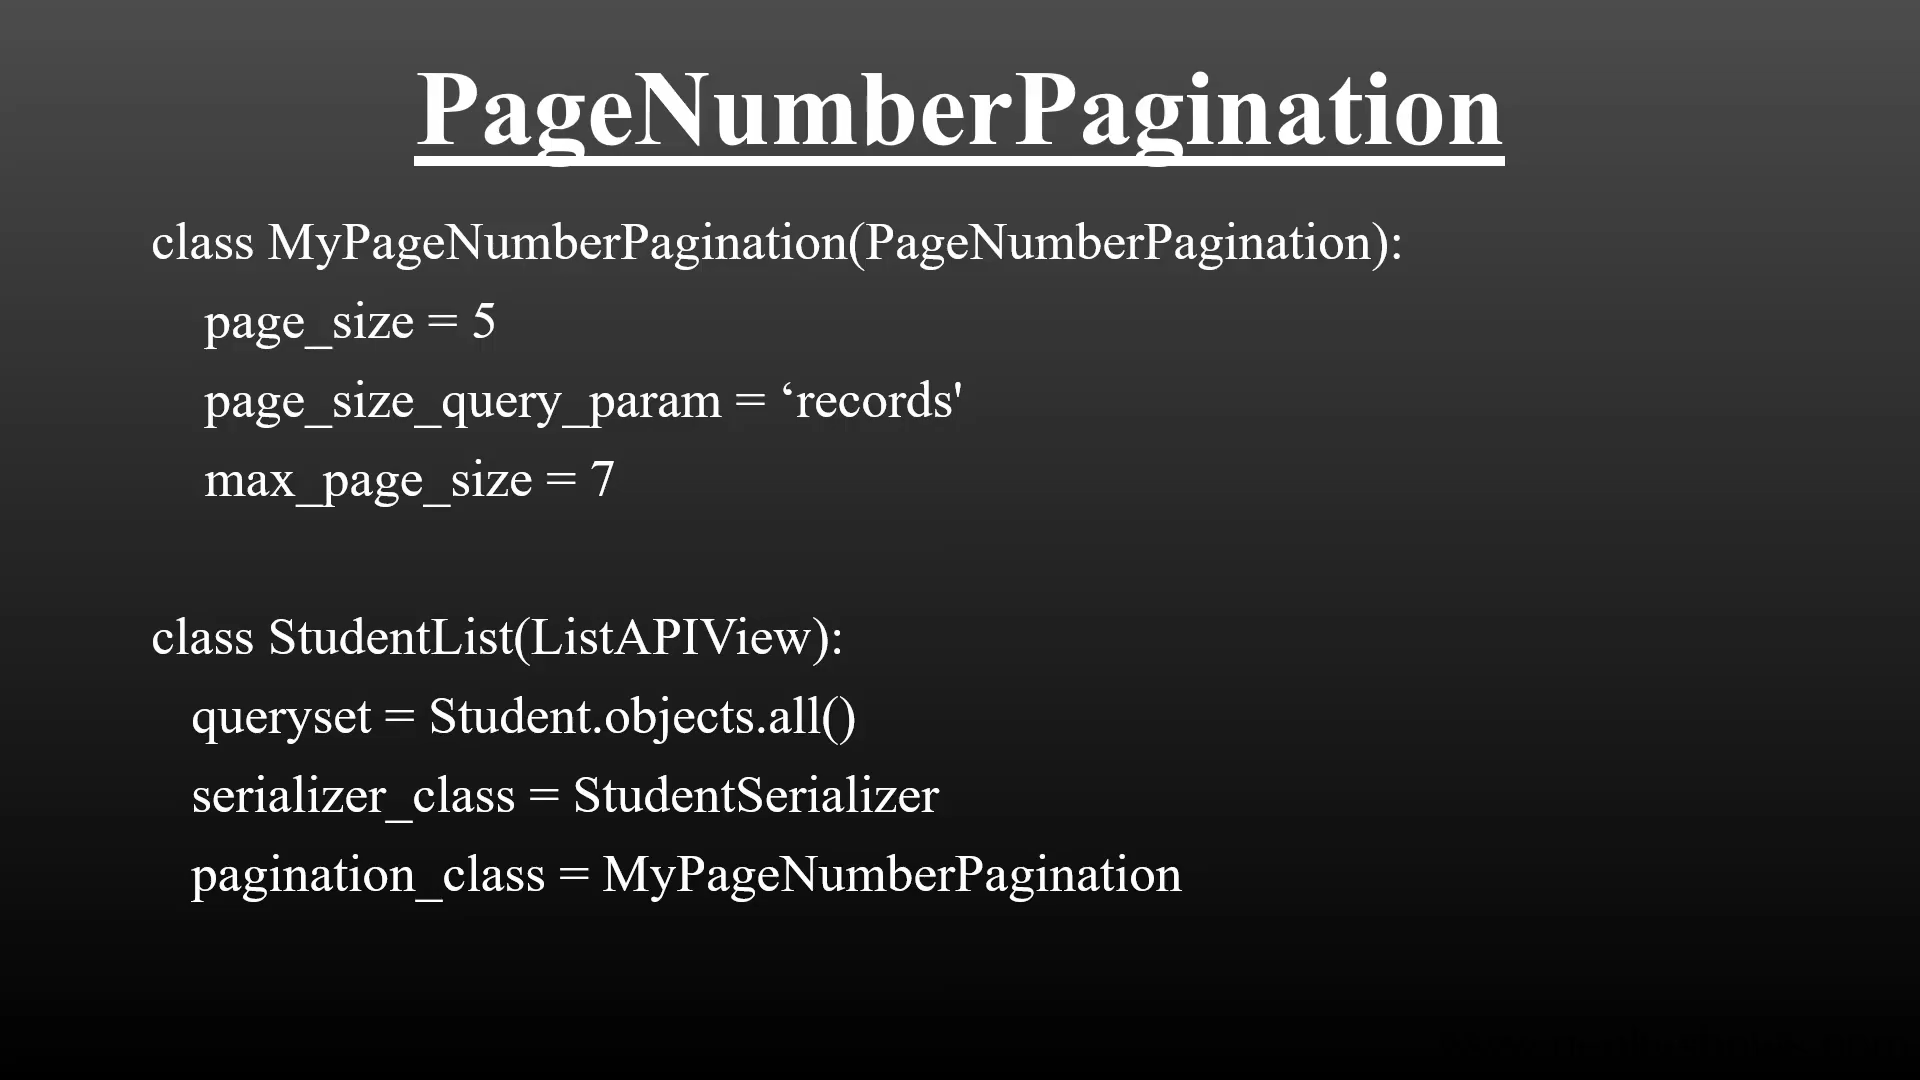 PageNumberPagination
class MyPageNumberPagination(PageNumberPagination):
page_size = 5
page_size_query_param = ‘records'
max_page_size = 7
class StudentList(ListAPIView):
queryset = Student.objects.all()
serializer_class = StudentSerializer
pagination_class = MyPageNumberPagination